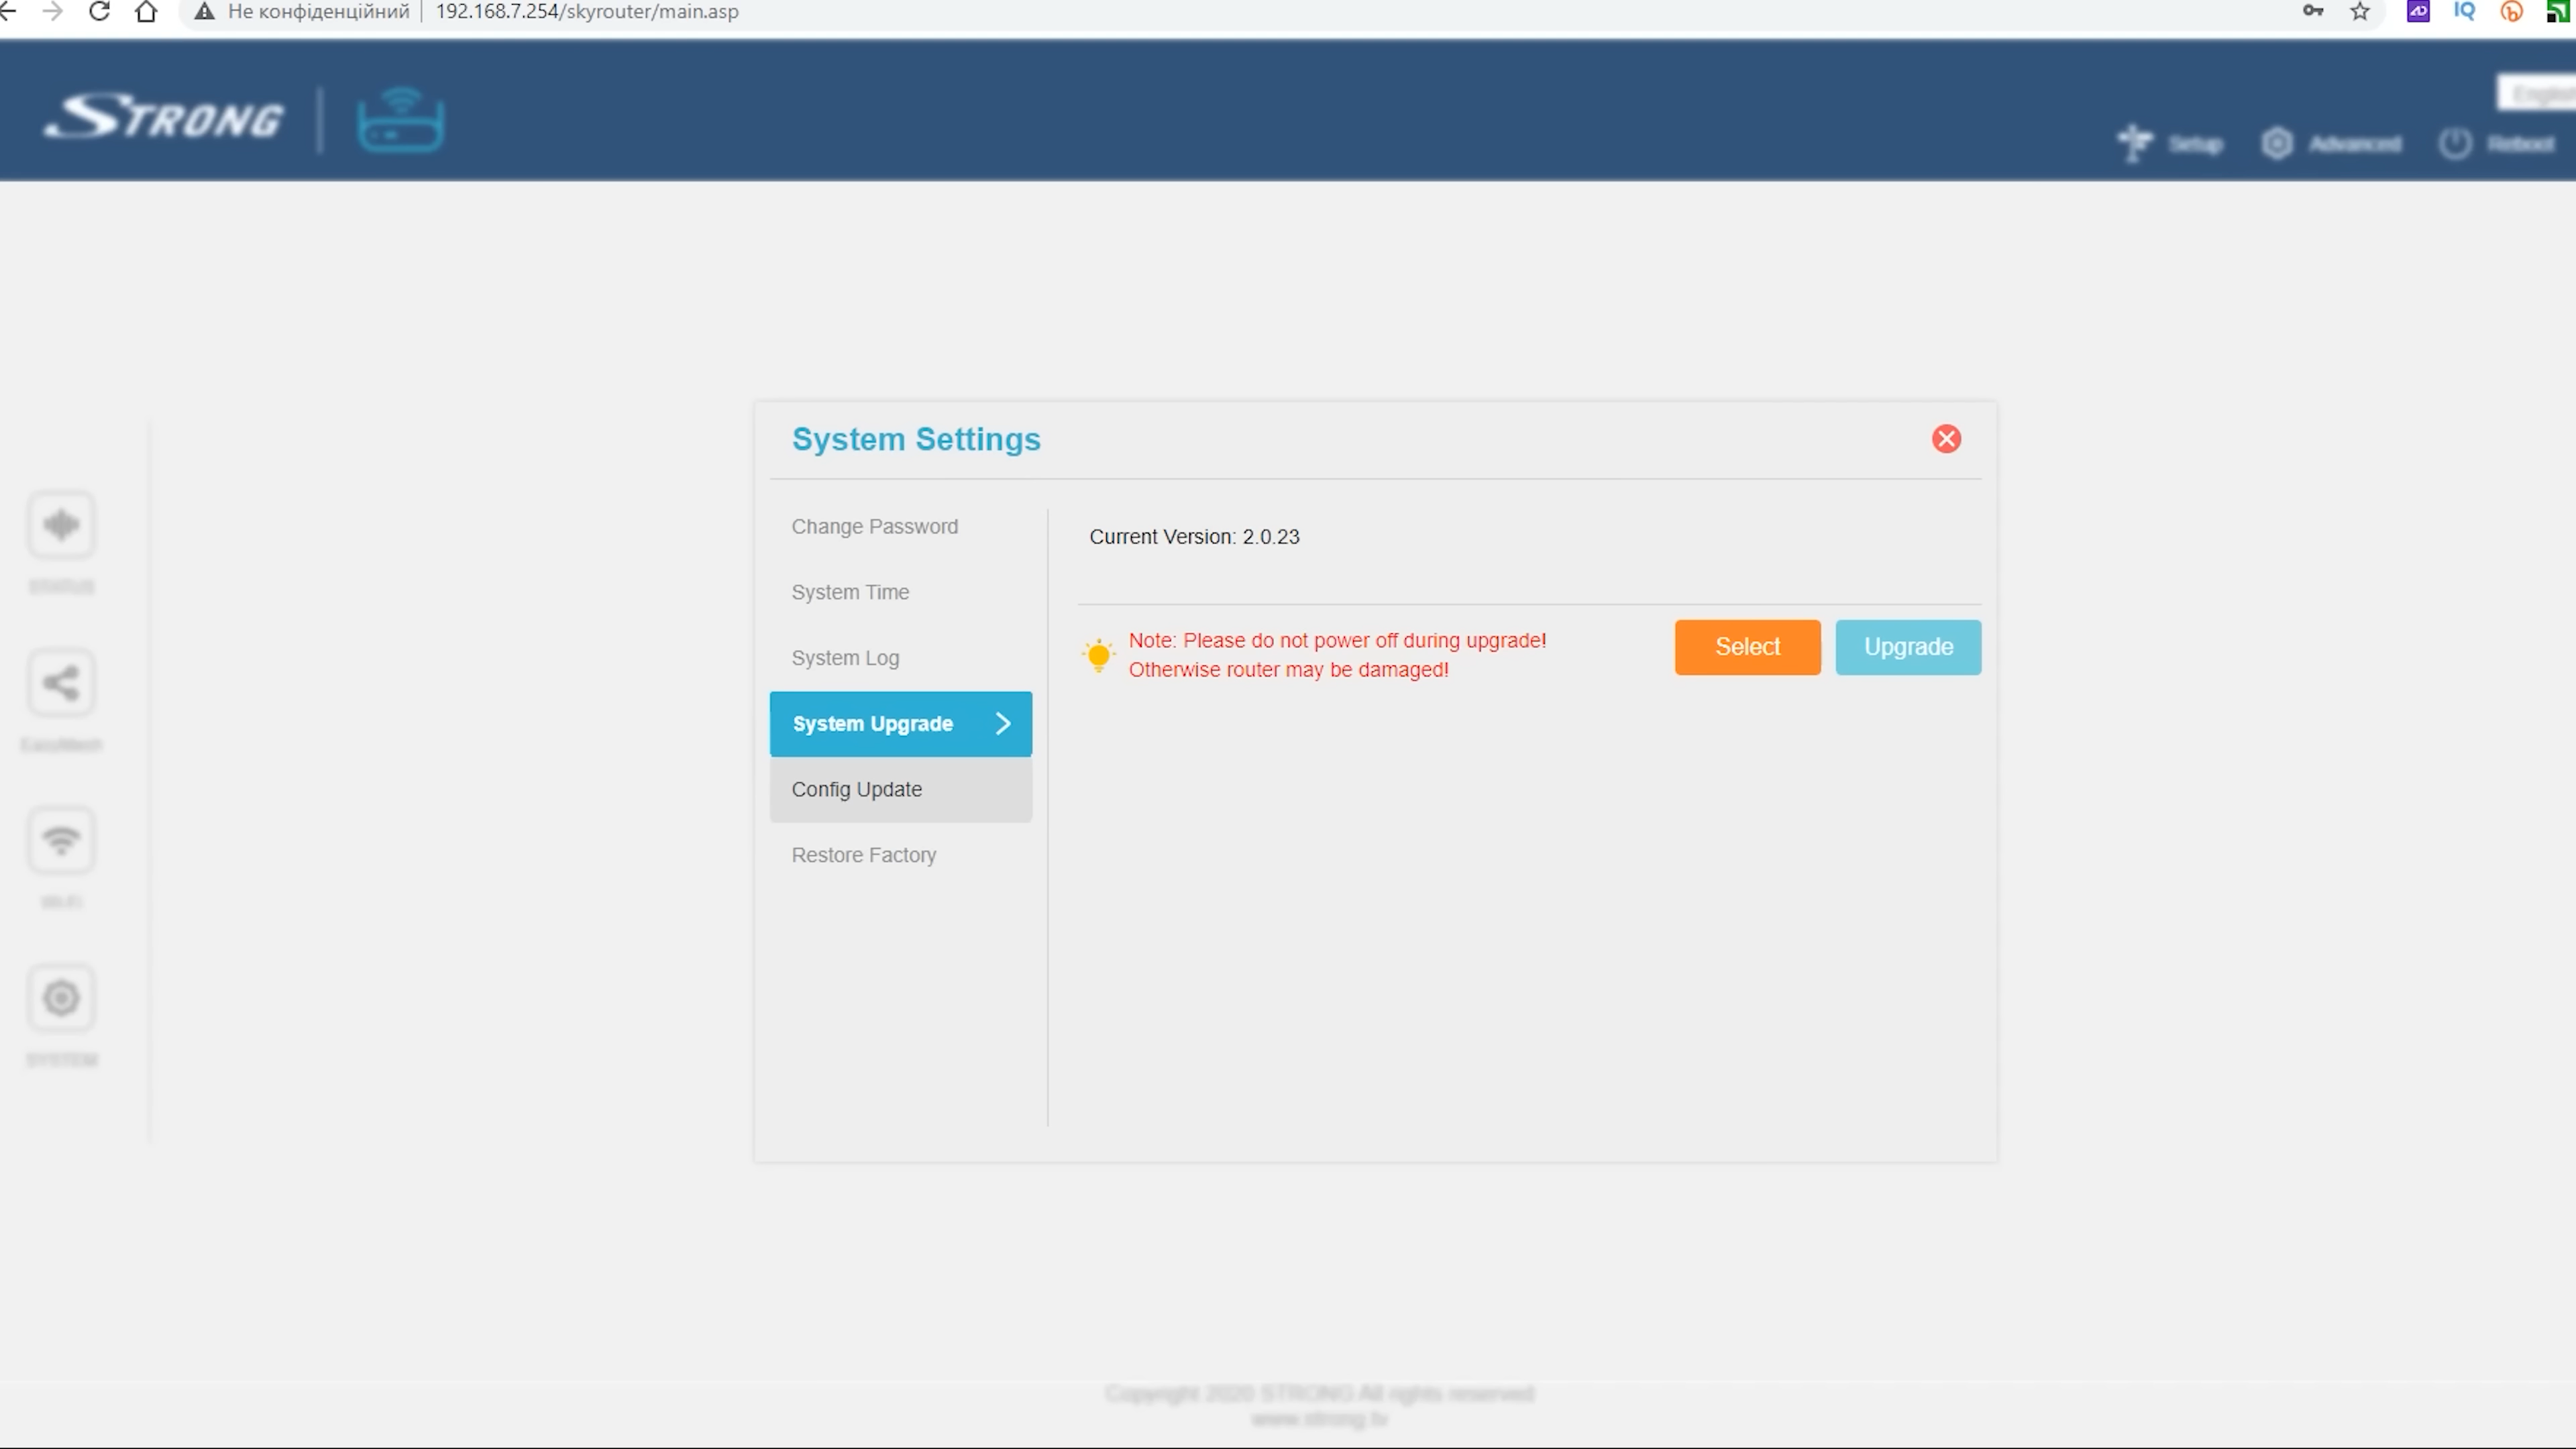 Не конфіденційний 192.168.7.254/skyrouter/main.asp
IQ
STRONG
English
Setup Advanced Reboot
System Settings
Change Password
System Time
System Log
System Upgrade
Config Update
Restore Factory
Current Version: 2.0.23
Note: Please do not power off during upgrade!
Otherwise router may be damaged!
Select
Upgrade
STATUS
EasyMesh
Wi-Fi
SYSTEM
Copyright 2020 STRONG All rights reserved
www.strong.tv